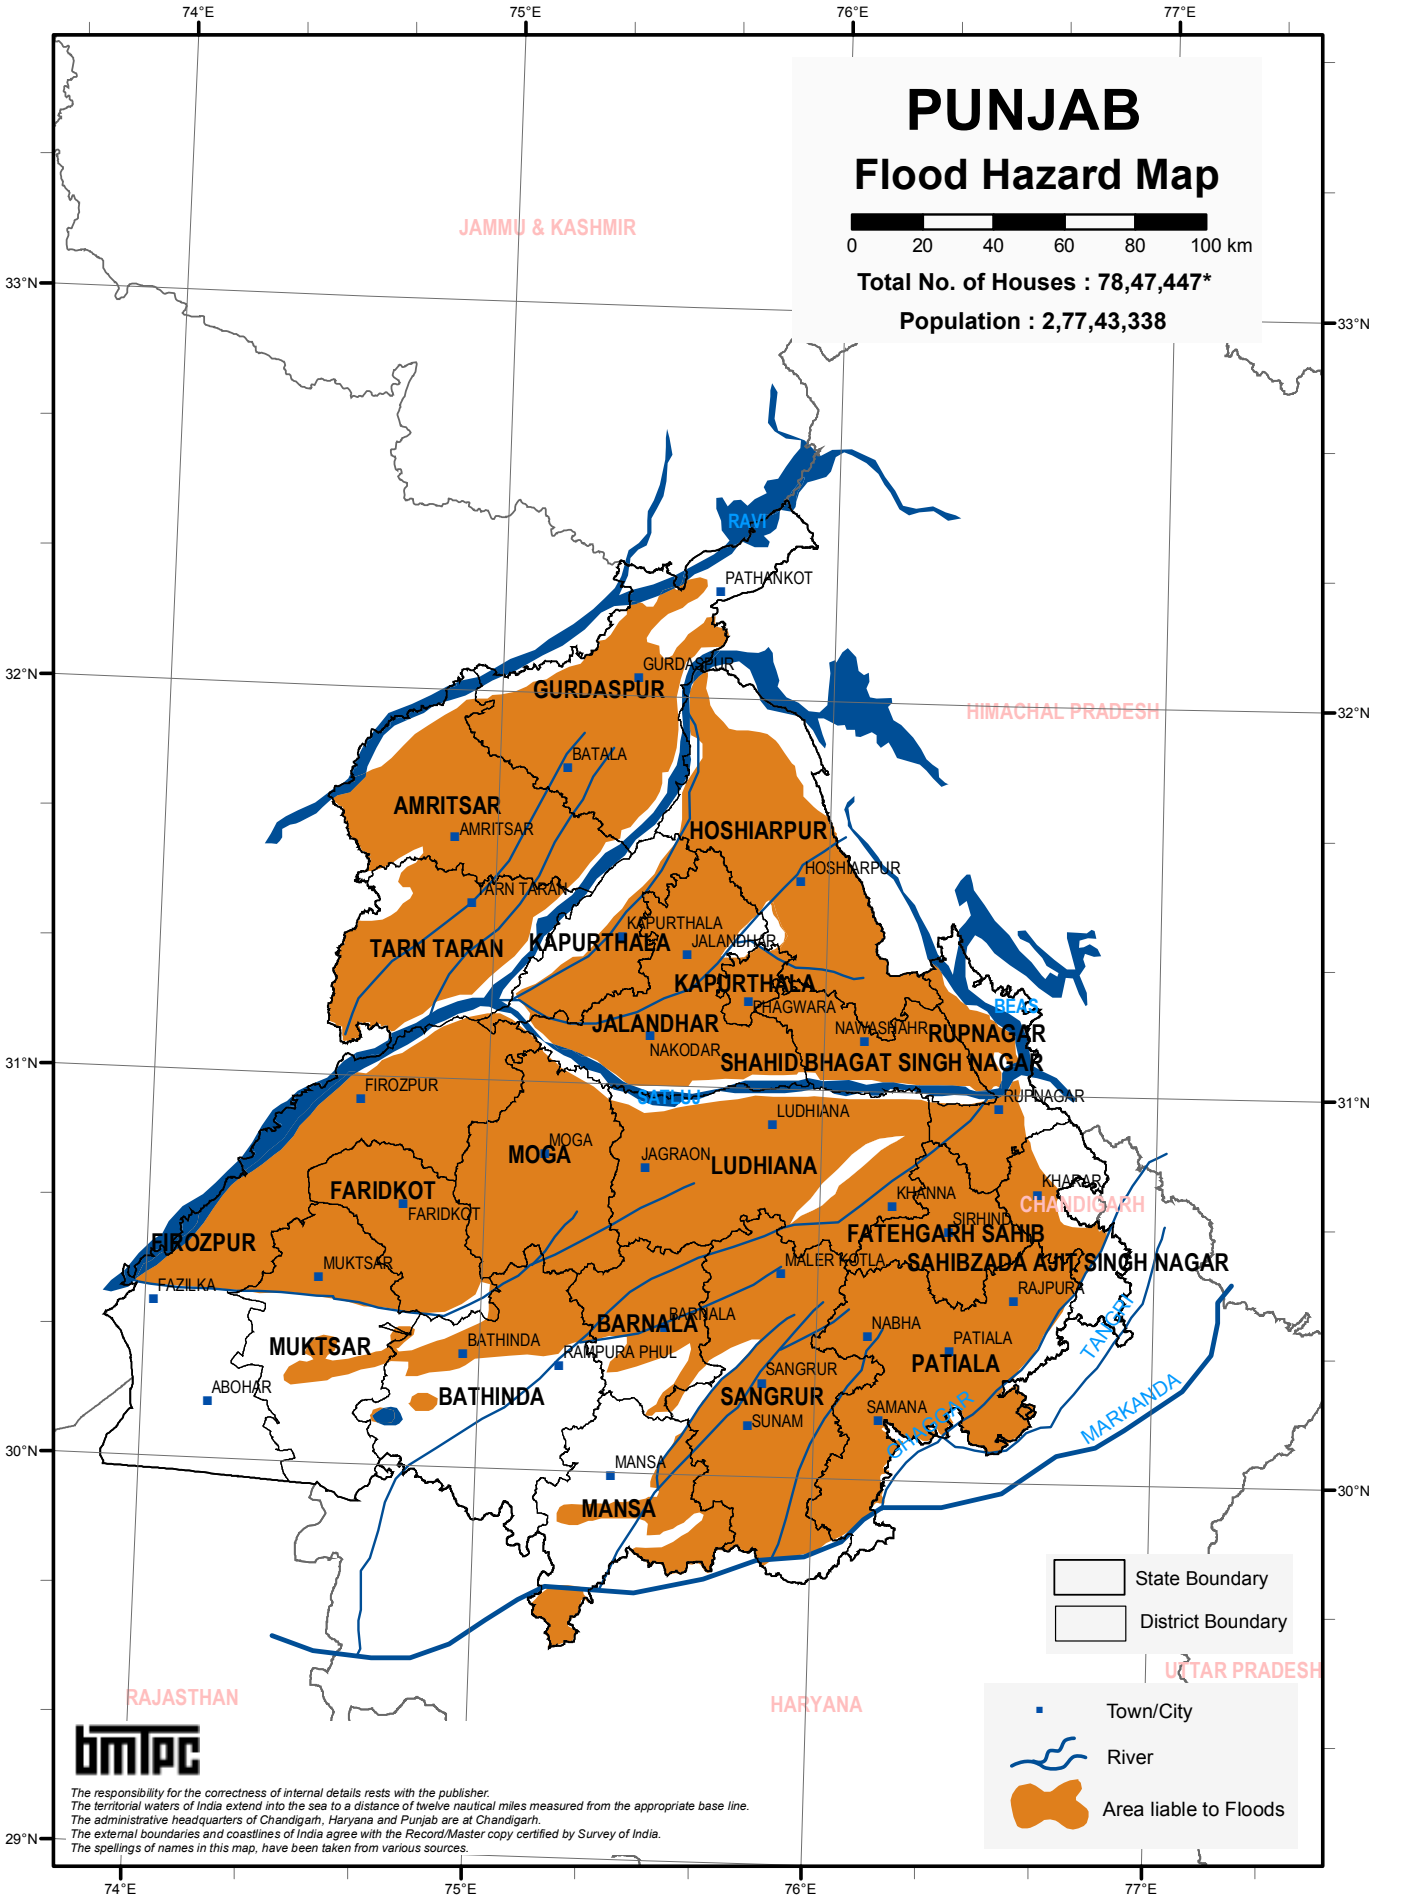 74°E
75°E
76°E
77°E
PUNJAB
Flood Hazard Map
0 20 40 60 80 100 km
Total No. of Houses : 78,47,447*
Population : 2,77,43,338
JAMMU & KASHMIR
33°N
33°N
RAVI
PATHANKOT
GURDASPUR
32°N
GURDASPUR
HIMACHAL PRADESH
32°N
BATALA
AMRITSAR
AMRITSAR
HOSHIARPUR
HOSHIARPUR
TARN TARAN
KAPURTHALA
TARN TARAN
KAPURTHALA
JALANDHAR
KAPURTHALA
PHAGWARA
BEAS
JALANDHAR
NAWASHAHR
RUPNAGAR
NAKODAR
SHAHID BHAGAT SINGH NAGAR
31°N
FIROZPUR
SATLUJ
RUPNAGAR
31°N
LUDHIANA
MOGA
MOGA
JAGRAON
LUDHIANA
FARIDKOT
FARIDKOT
KHANNA
KHARAR
CHANDIGARH
SIRHIND
FATEHGARH SAHIB
FIROZPUR
MUKTSAR
MALER KOTLA
SAHIBZADA AJIT SINGH NAGAR
FAZILKA
RAJPURA
BARNALA
BARNALA
NABHA
TANGRI
MUKTSAR
BATHINDA
RAMPURA PHUL
PATIALA
PATIALA
SANGRUR
ABOHAR
BATHINDA
SANGRUR
SAMANA
SUNAM
GHAGGAR
MARKANDA
30°N
MANSA
30°N
MANSA
State Boundary
District Boundary
UTTAR PRADESH
RAJASTHAN
HARYANA
Town/City
River
Area liable to Floods
bmTPC
The responsibility for the correctness of internal details rests with the publisher.
The territorial waters of India extend into the sea to a distance of twelve nautical miles measured from the appropriate base line.
The administrative headquarters of Chandigarh, Haryana and Punjab are at Chandigarh.
The external boundaries and coastlines of India agree with the Record/Master copy certified by Survey of India.
The spellings of names in this map, have been taken from various sources.
29°N
74°E
75°E
76°E
77°E